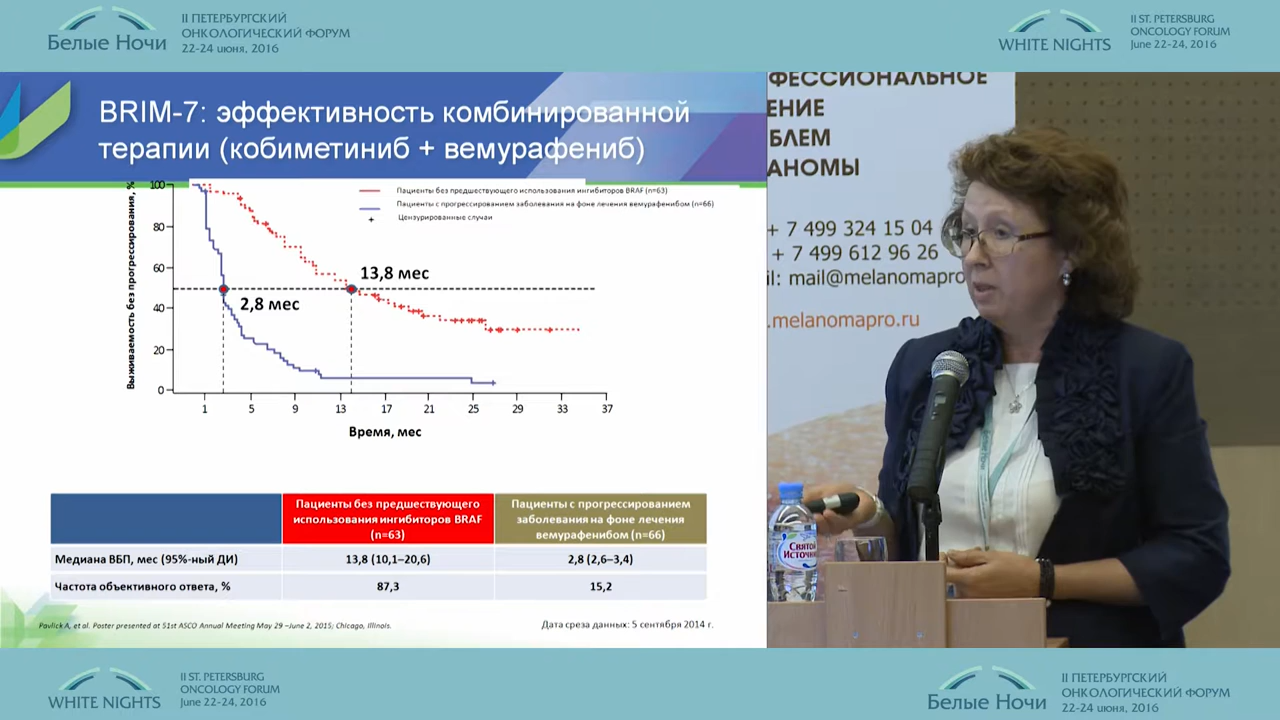 Белые Ночи
II ПЕТЕРБУРГСКИЙ
ОНКОЛОГИЧЕСКИЙ ФОРУМ
22-24 июня, 2016
WHITE NIGHTS
II ST. PETERSBURG
ONCOLOGY FORUM
June 22-24, 2016
BRIM-7: эффективность комбинированной
терапии (кобиметиниб + вемурафениб)
Выживаемость без прогрессирования, %
100
80
60
40
20
0
Пациенты без предшествующего использования ингибиторов BRAF (n=63)
Пациенты с прогрессированием заболевания на фоне лечения вемурафенибом (n=66)
Цензурированные случаи
13,8 мес
2,8 мес
1 5 9 13 17 21 25 29 33 37
Время, мес
Пациенты без предшествующего
использования ингибиторов BRAF
(n=63)
Пациенты с прогрессированием
заболевания на фоне лечения
вемурафенибом (n=66)
Медиана ВБП, мес (95%-ный ДИ) 13,8 (10,1–20,6) 2,8 (2,6–3,4)
Частота объективного ответа, % 87,3 15,2
Pavlick A, et al. Poster presented at 51st ASCO Annual Meeting May 29 –June 2, 2015; Chicago, Illinois.
Дата среза данных: 5 сентября 2014 г.
ФЕССИОНАЛЬНОЕ
ЕНИЕ
БЛЕМ
АНОМЫ
+ 7 499 324 15 04
+ 7 499 612 96 26
il: mail@melanomapro
.melanomapro.ru
Святой
Источник
WHITE NIGHTS
II ST. PETERSBURG
ONCOLOGY FORUM
June 22-24, 2016
Белые Ночи
II ПЕТЕРБУРГСКИЙ
ОНКОЛОГИЧЕСКИЙ ФОРУМ
22-24 июня, 2016